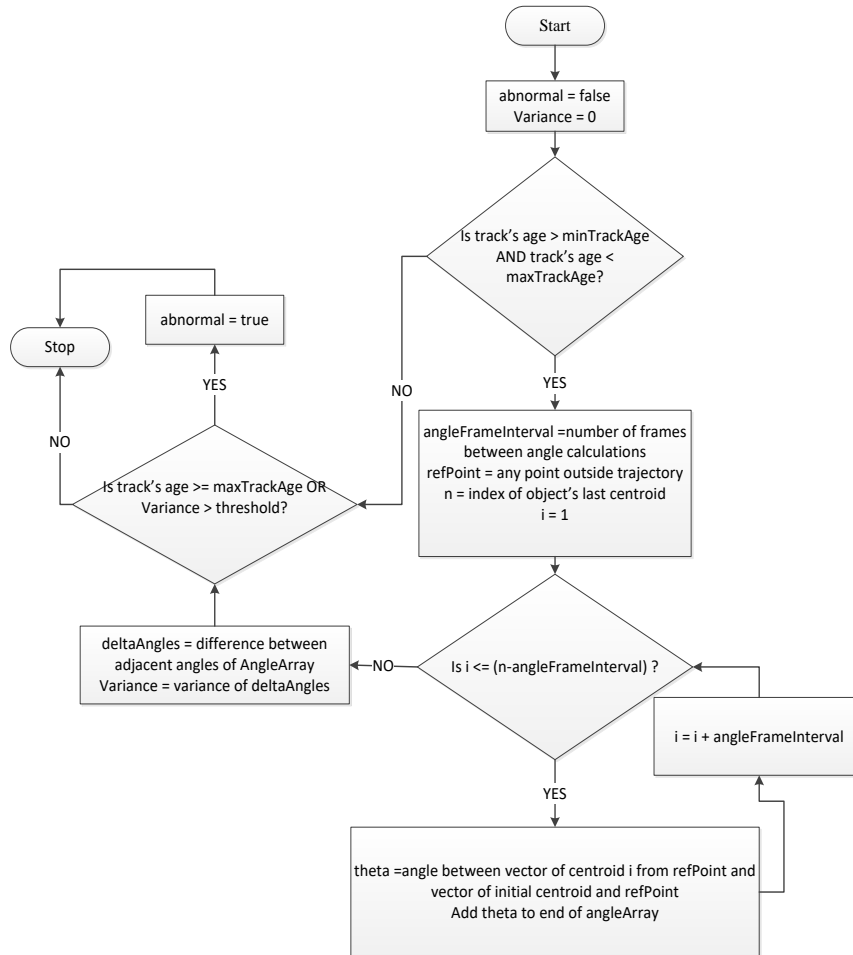 Start
abnormal = false
Variance = 0
Is track's age > minTrackAge
AND track's age <
maxTrackAge?
YES
NO
angleFrameInterval =number of frames
between angle calculations
refPoint = any point outside trajectory
n = index of object's last centroid
i = 1
Is i <= (n-angleFrameInterval) ?
YES
NO
theta =angle between vector of centroid i from refPoint and
vector of initial centroid and refPoint
Add theta to end of angleArray
i = i + angleFrameInterval
deltaAngles = difference between
adjacent angles of AngleArray
Variance = variance of deltaAngles
Is track's age >= maxTrackAge OR
Variance > threshold?
YES
NO
abnormal = true
Stop